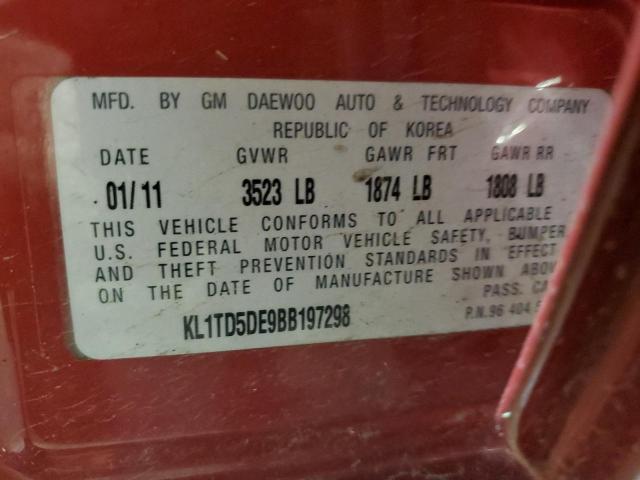 MFD. BY GM DAEWOO AUTO & TECHNOLOGY COMPANY
REPUBLIC OF KOREA
DATE GVWR GAWR FRT GAWR RR
01/11 3523 LB 1874 LB 1808 LB
THIS VEHICLE CONFORMS TO ALL APPLICABLE
U.S. FEDERAL MOTOR VEHICLE SAFETY, BUMPER
AND THEFT PREVENTION STANDARDS IN EFFECT
ON THE DATE OF MANUFACTURE SHOWN
PASS.
KL1TD5DE9BB197298 P.N. 96 404